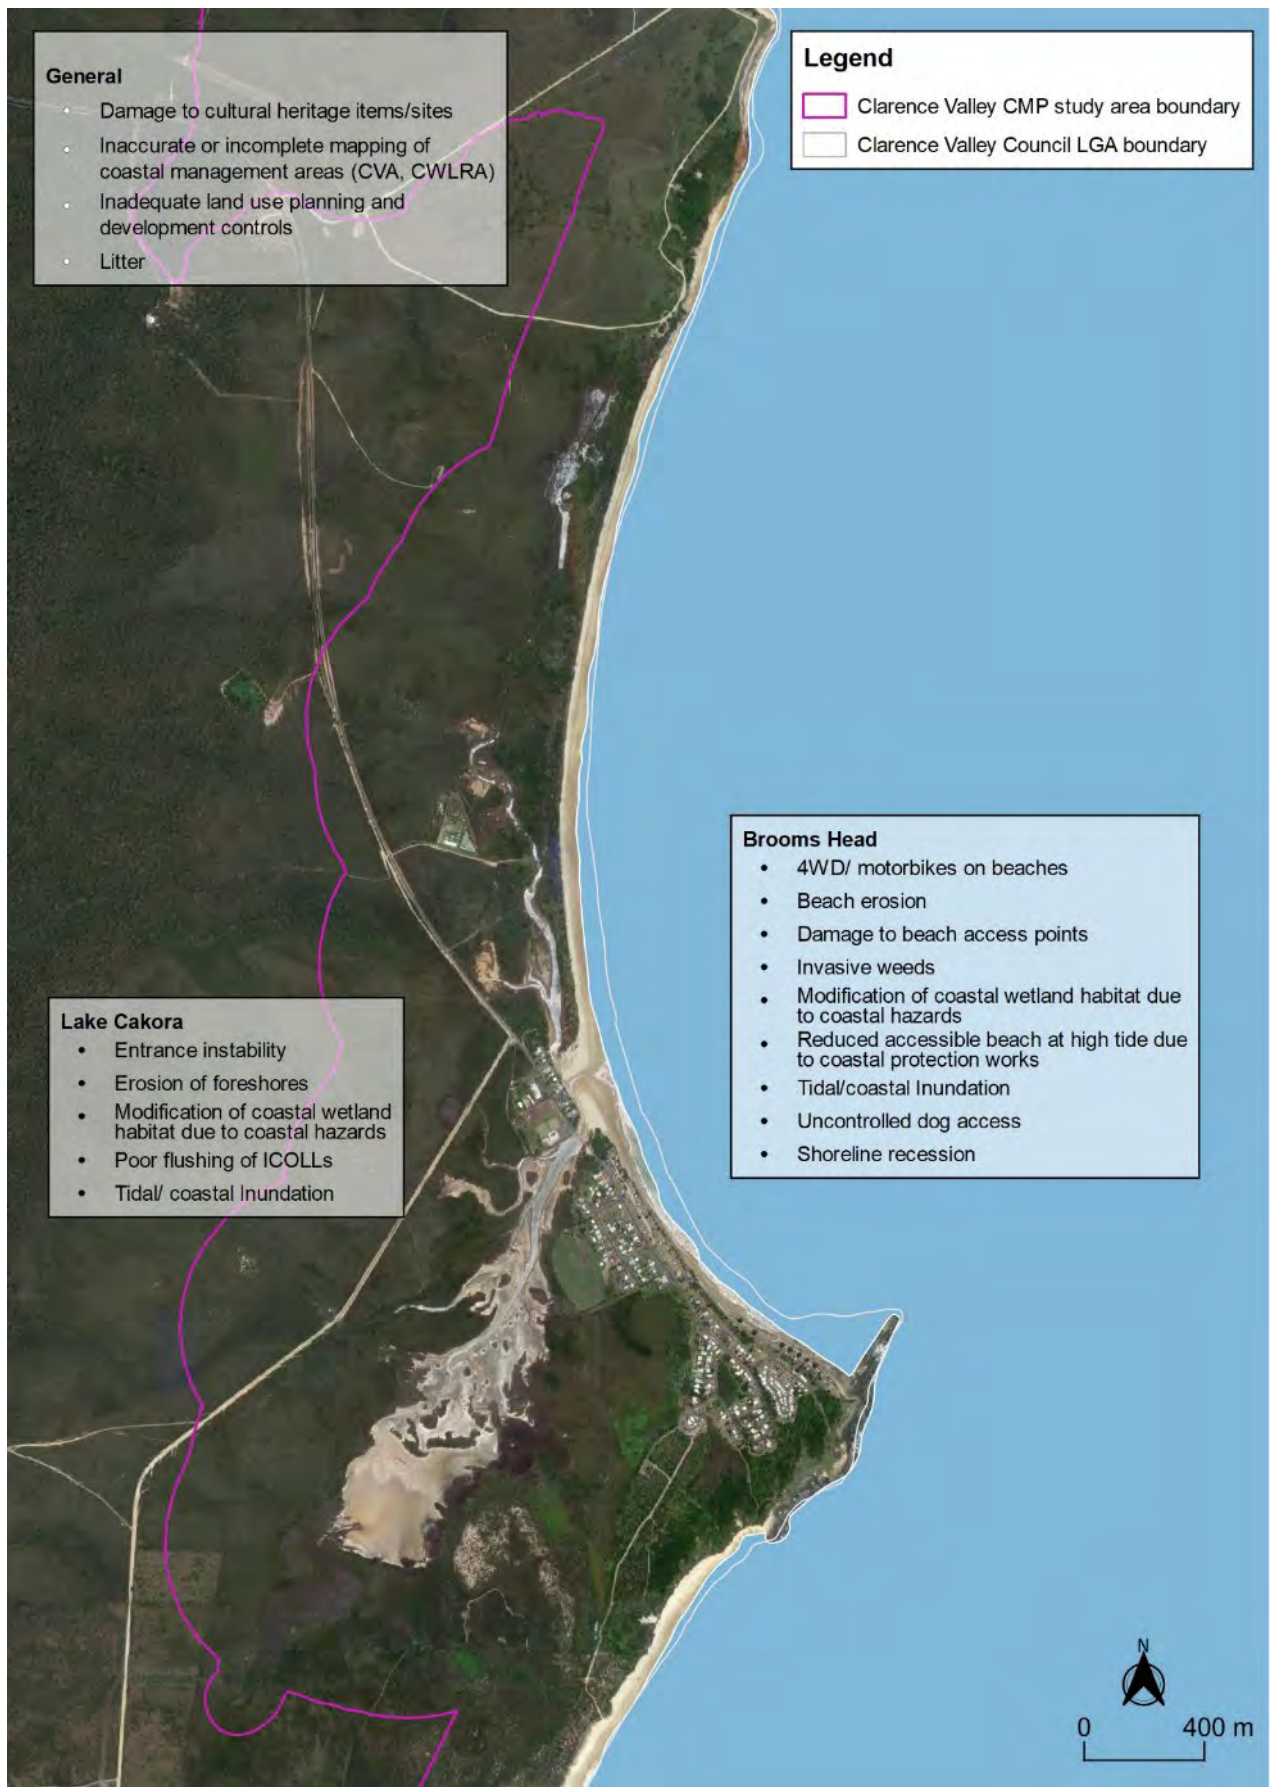 General
Damage to cultural heritage items/sites
Inaccurate or incomplete mapping of
coastal management areas (CVA, CWLRA)
Inadequate land use planning and
development controls
Litter
Legend
Clarence Valley CMP study area boundary
Clarence Valley Council LGA boundary
Brooms Head
4WD/ motorbikes on beaches
Beach erosion
Damage to beach access points
Invasive weeds
Modification of coastal wetland habitat due
to coastal hazards
Reduced accessible beach at high tide due
to coastal protection works
Tidal/coastal Inundation
Uncontrolled dog access
Shoreline recession
Lake Cakora
Entrance instability
Erosion of foreshores
Modification of coastal wetland
habitat due to coastal hazards
Poor flushing of ICOLLs
Tidal/ coastal Inundation
N
0 400 m